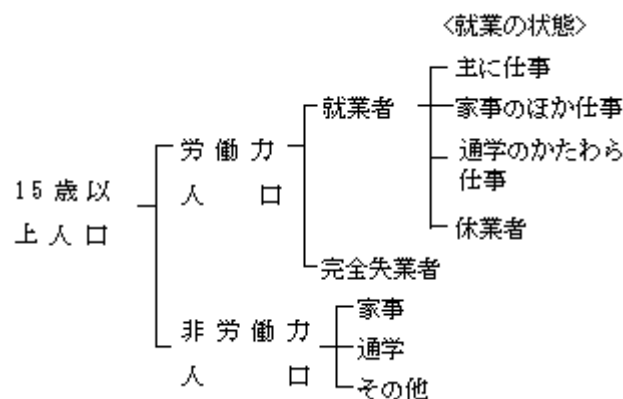 <就業の状態>
主に仕事
就業者
家事のほか仕事
労働力
人口
通学のかたわら
仕事
15歳以
上人口
休業者
完全失業者
家事
非労働力
人口
通学
その他